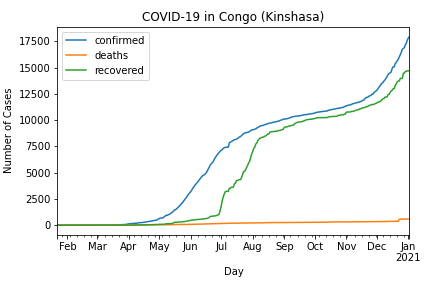 COVID-19 in Congo (Kinshasa)
confirmed
deaths
recovered
Number of Cases
17500
15000
12500
10000
7500
5000
2500
0
Feb Mar Apr May Jun Jul Aug Sep Oct Nov Dec Jan
2021
Day